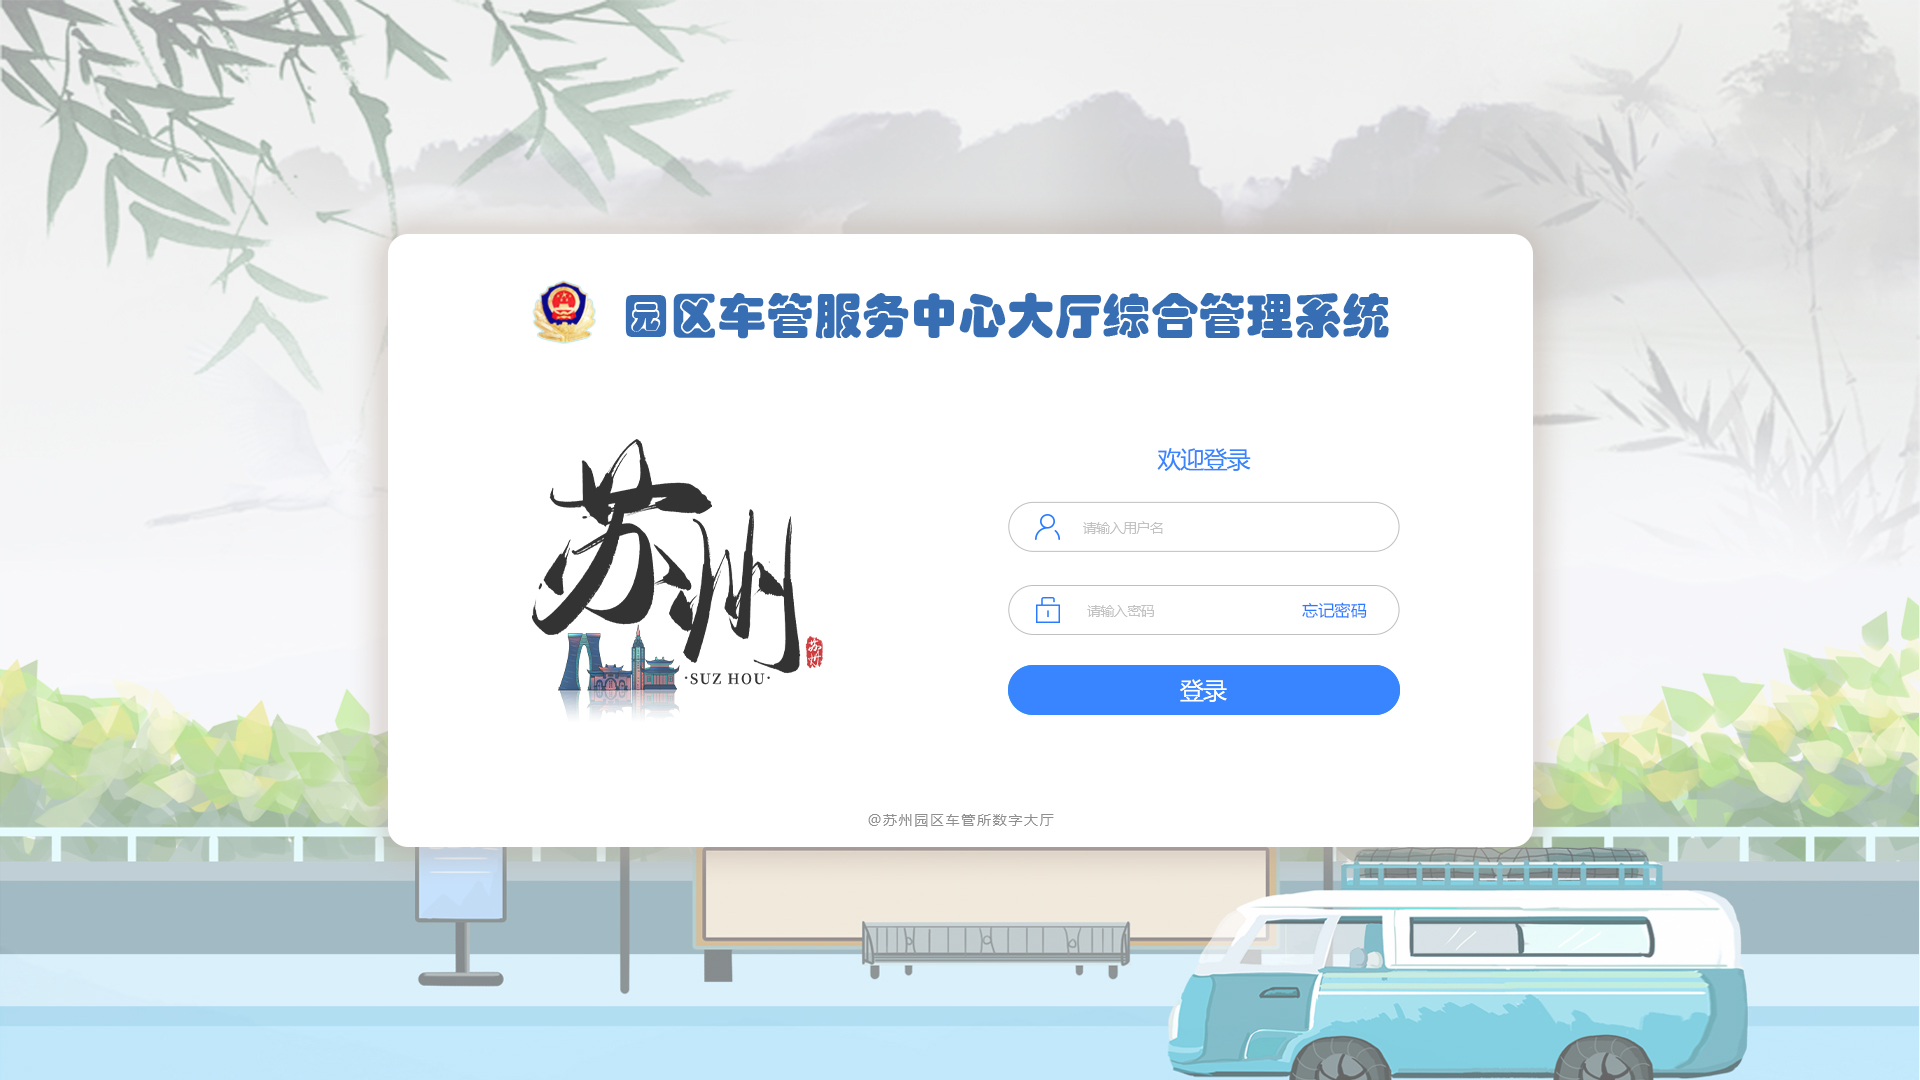 园区车管服务中心大厅综合管理系统
苏州
苏州
·SUZ HOU·
欢迎登录
请输入用户名
请输入密码
忘记密码
登录
@苏州园区车管所数字大厅